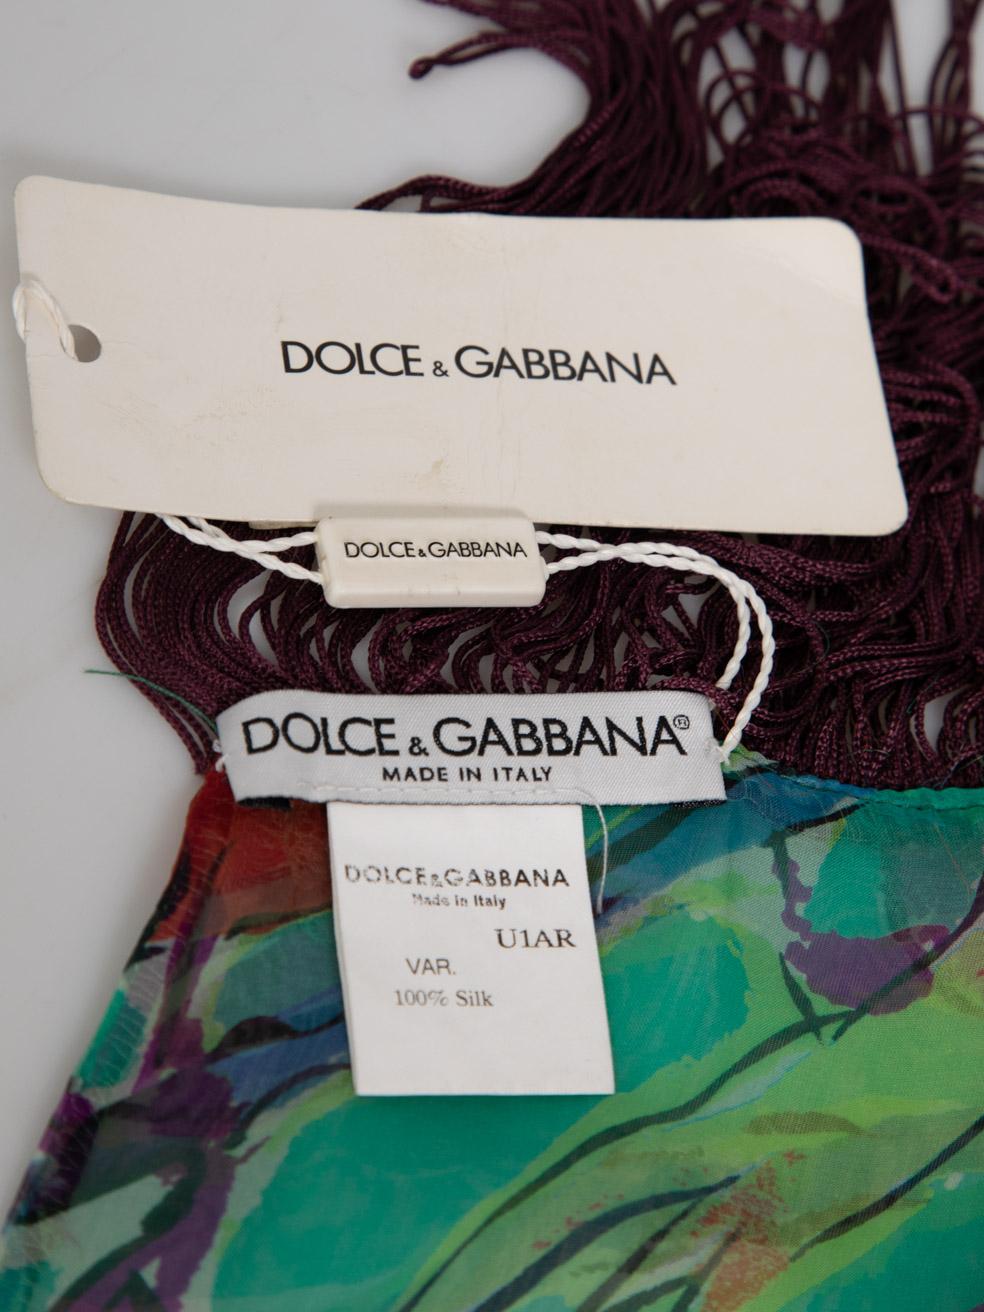 DOLCE & GABBANA
DOLCE & GABBANA
DOLCE & GABBANA®
MADE IN ITALY
DOLCE & GABBANA
Made in Italy
U1AR
VAR.
100% Silk